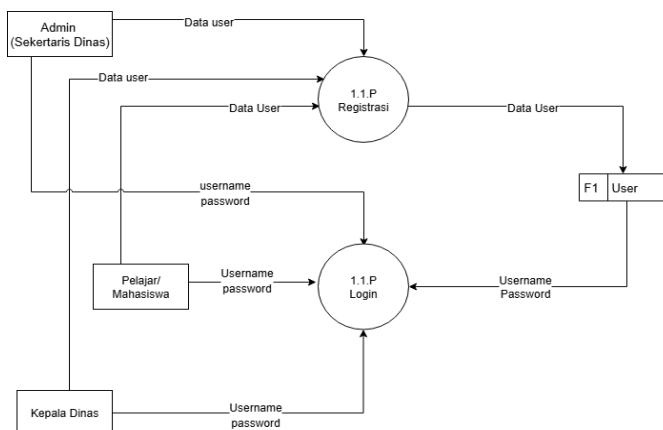 Admin
(Sekertaris Dinas)
Data user
Data user
Data User
1.1.P
Registrasi
Data User
F1
User
username
password
Pelajar/
Mahasiswa
Username
password
1.1.P
Login
Username
Password
Kepala Dinas
Username
password